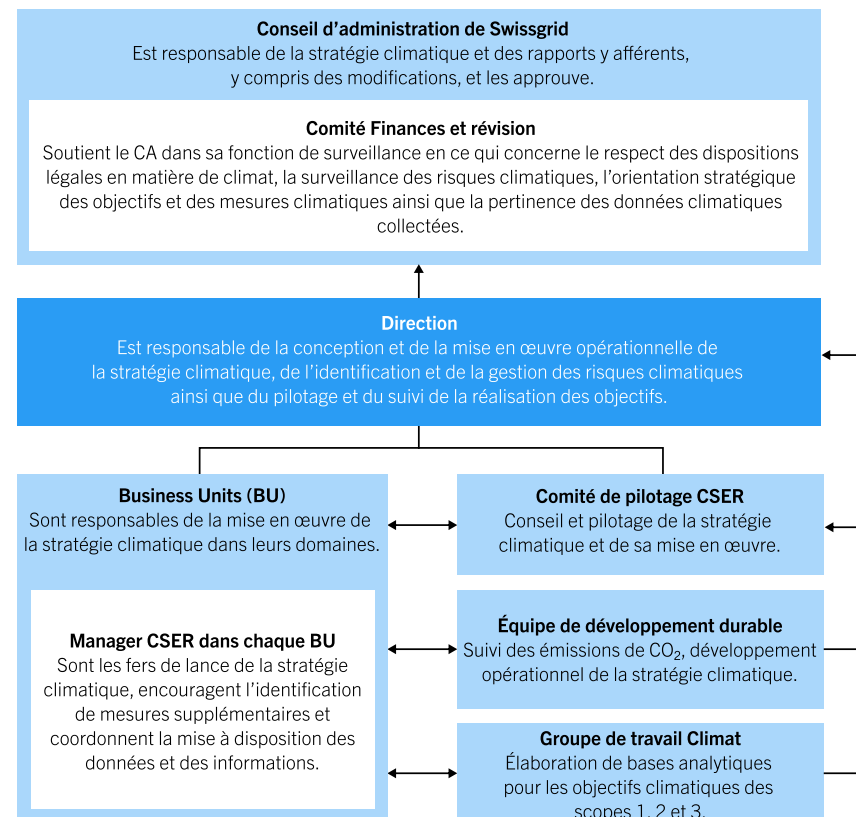 Conseil d’administration de Swissgrid
Est responsable de la stratégie climatique et des rapports y afférents,
y compris des modifications, et les approuve.
Comité Finances et révision
Soutient le CA dans sa fonction de surveillance en ce qui concerne le respect des dispositions
légales en matière de climat, la surveillance des risques climatiques, l’orientation stratégique
des objectifs et des mesures climatiques ainsi que la pertinence des données climatiques
collectées.
Direction
Est responsable de la conception et de la mise en œuvre opérationnelle de
la stratégie climatique, de l’identification et de la gestion des risques climatiques
ainsi que du pilotage et du suivi de la réalisation des objectifs.
Business Units (BU)
Sont responsables de la mise en œuvre de
la stratégie climatique dans leurs domaines.
Manager CSER dans chaque BU
Sont les fers de lance de la stratégie
climatique, encouragent l’identification
de mesures supplémentaires et
coordonnent la mise à disposition des
données et des informations.
Comité de pilotage CSER
Conseil et pilotage de la stratégie
climatique et de sa mise en œuvre.
Équipe de développement durable
Suivi des émissions de CO₂, développement
opérationnel de la stratégie climatique.
Groupe de travail Climat
Élaboration de bases analytiques
pour les objectifs climatiques des
scopes 1, 2 et 3.